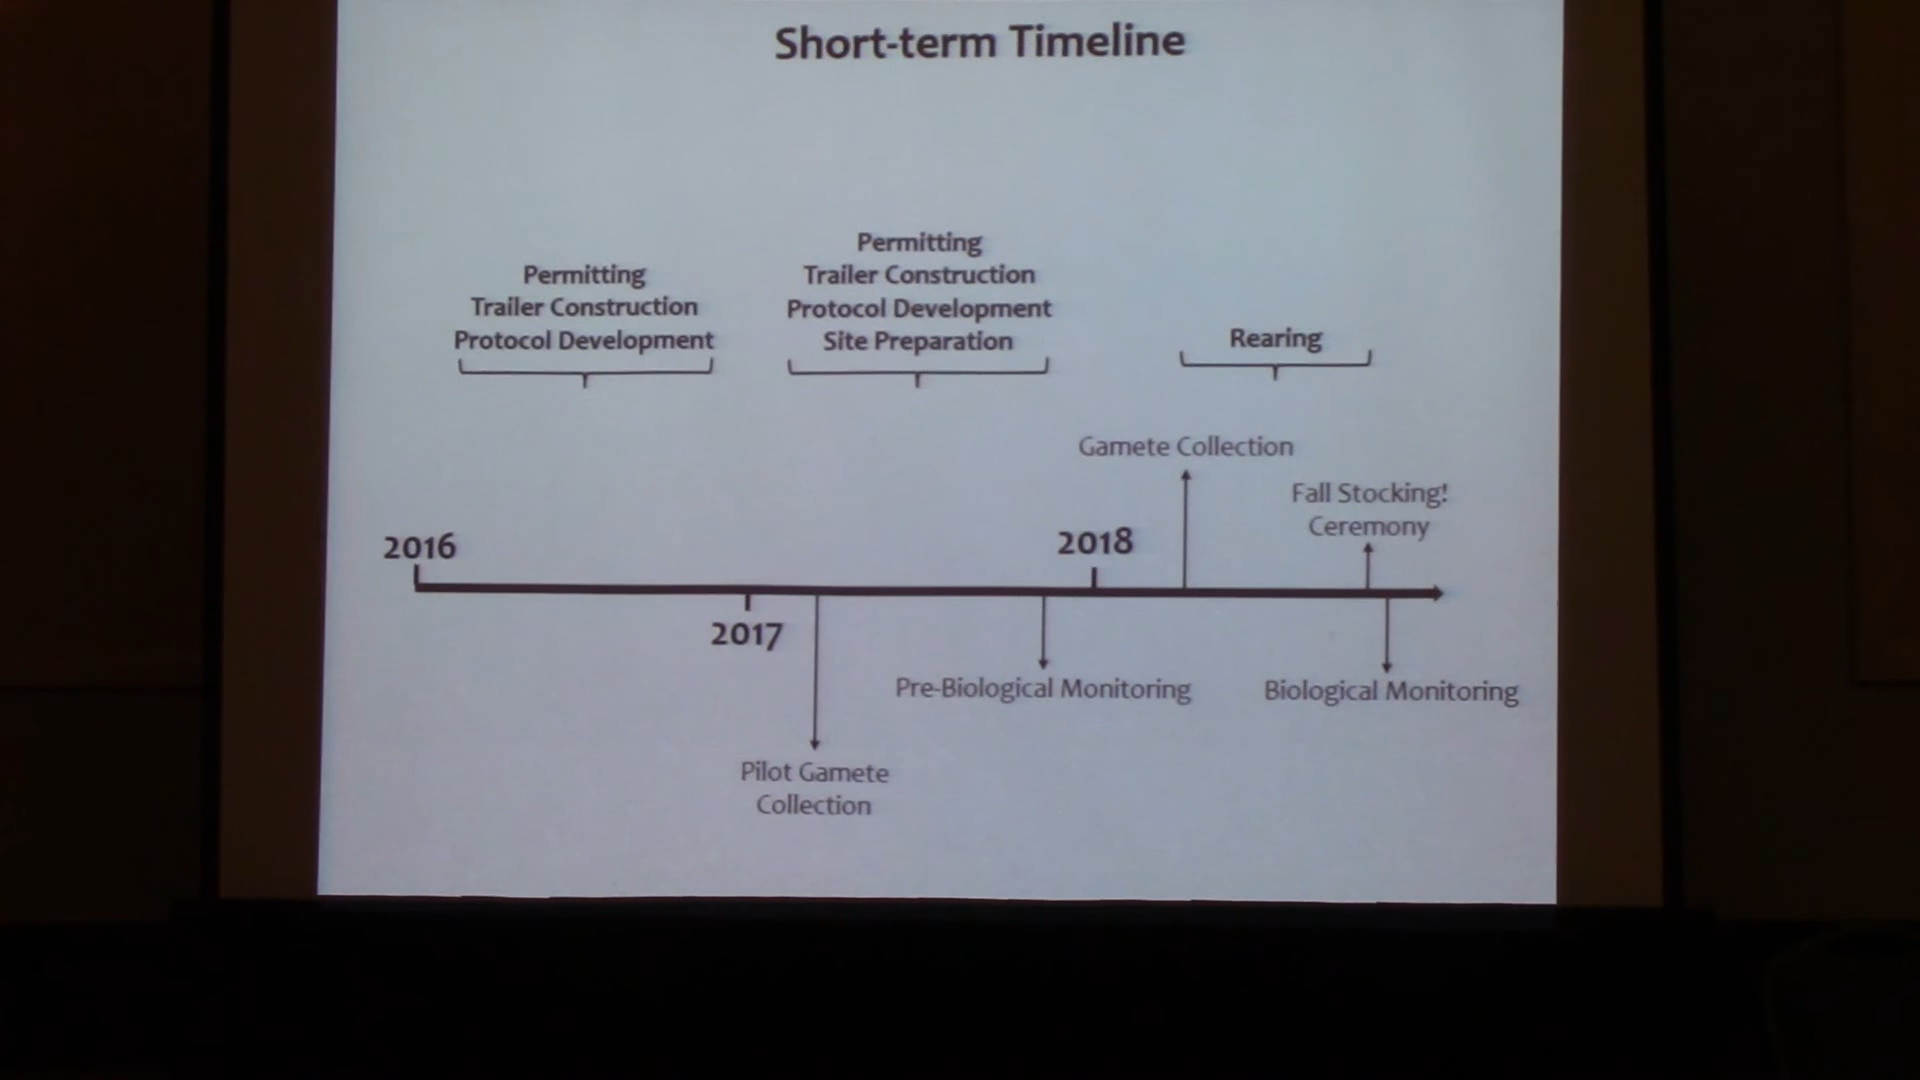 Short-term Timeline
Permitting
Trailer Construction
Protocol Development
Permitting
Trailer Construction
Protocol Development
Site Preparation
Rearing
Gamete Collection
Fall Stocking!
Ceremony
2016
2018
2017
Pre-Biological Monitoring
Biological Monitoring
Pilot Gamete
Collection